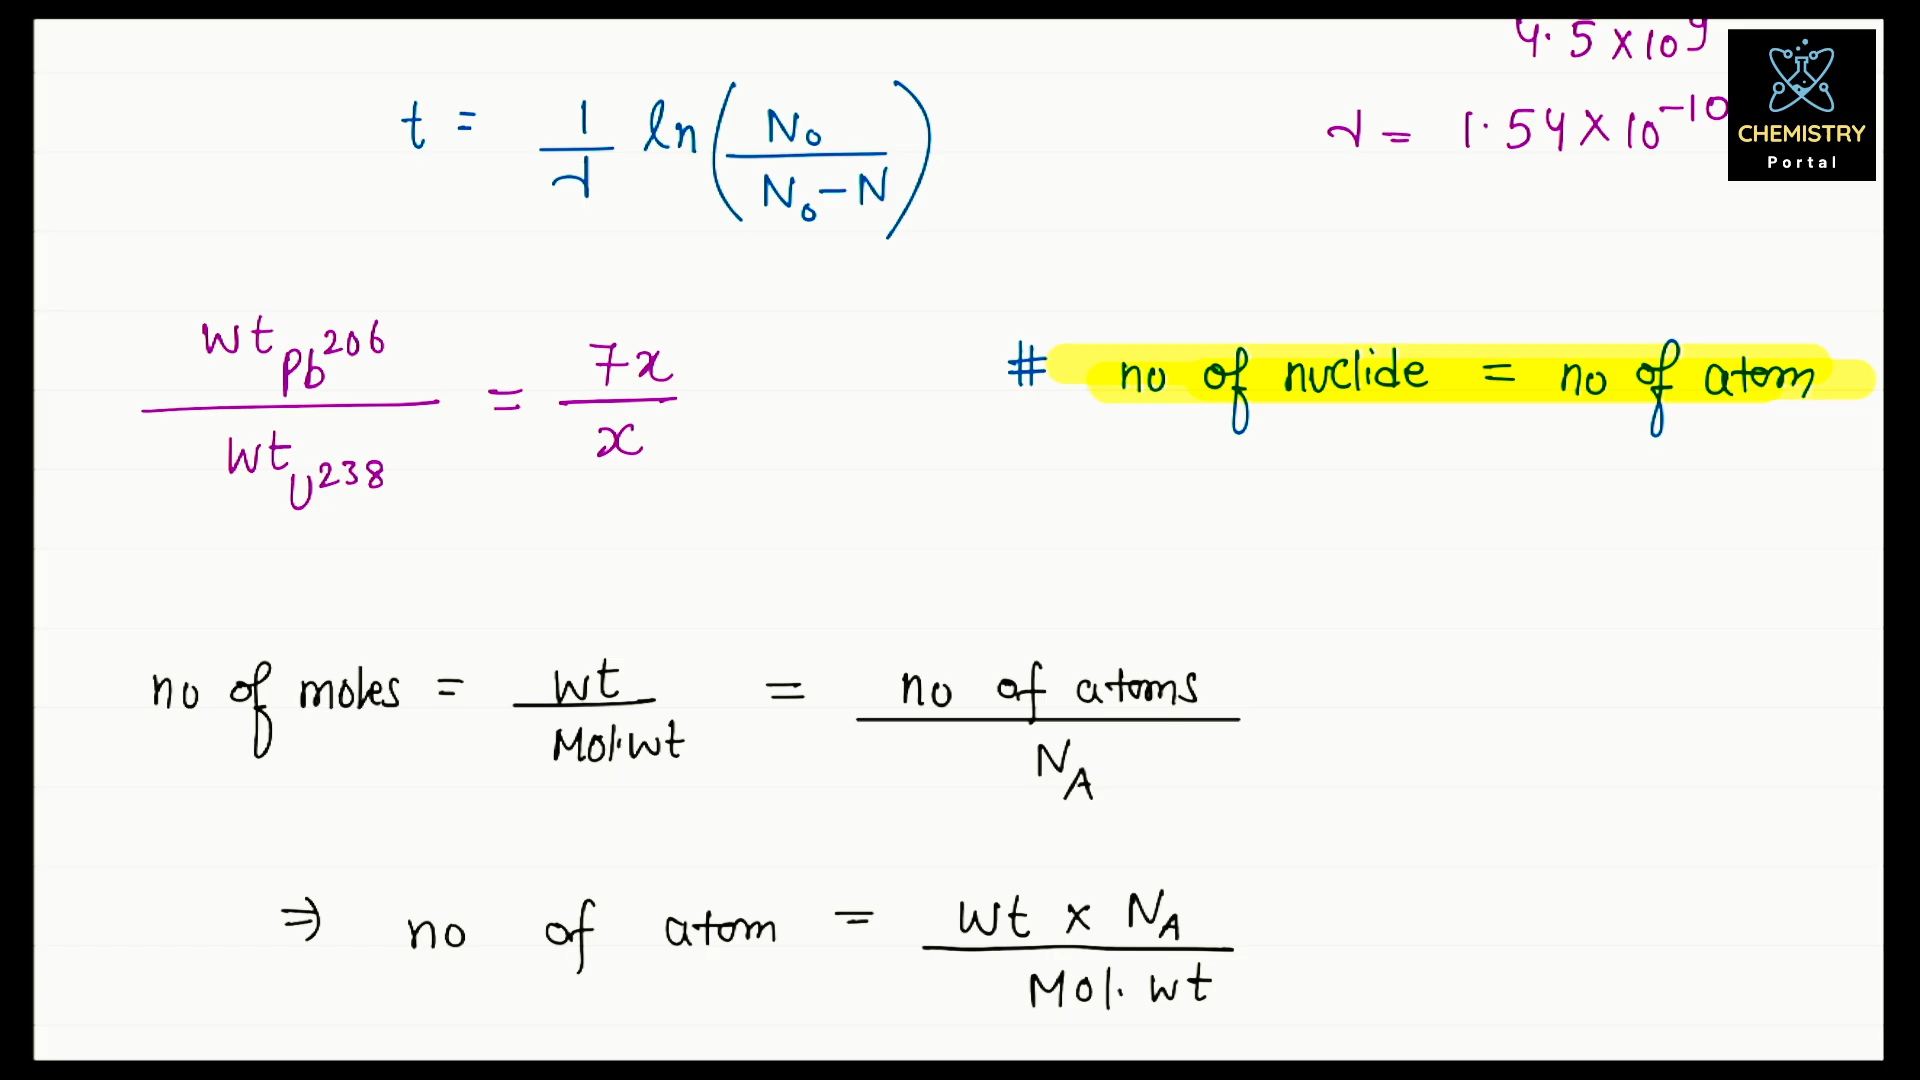 4.5 x 10^9
t = 1/λ ln(N₀/(N₀-N))
λ = 1.54 x 10^-10
CHEMISTRY
Portal
wt Pb^206 / wt U^238 = 7x/x
# no of nuclide = no of atom
no of moles = wt / Mol.wt = no of atoms / N_A
⇒ no of atom = wt x N_A / Mol. wt